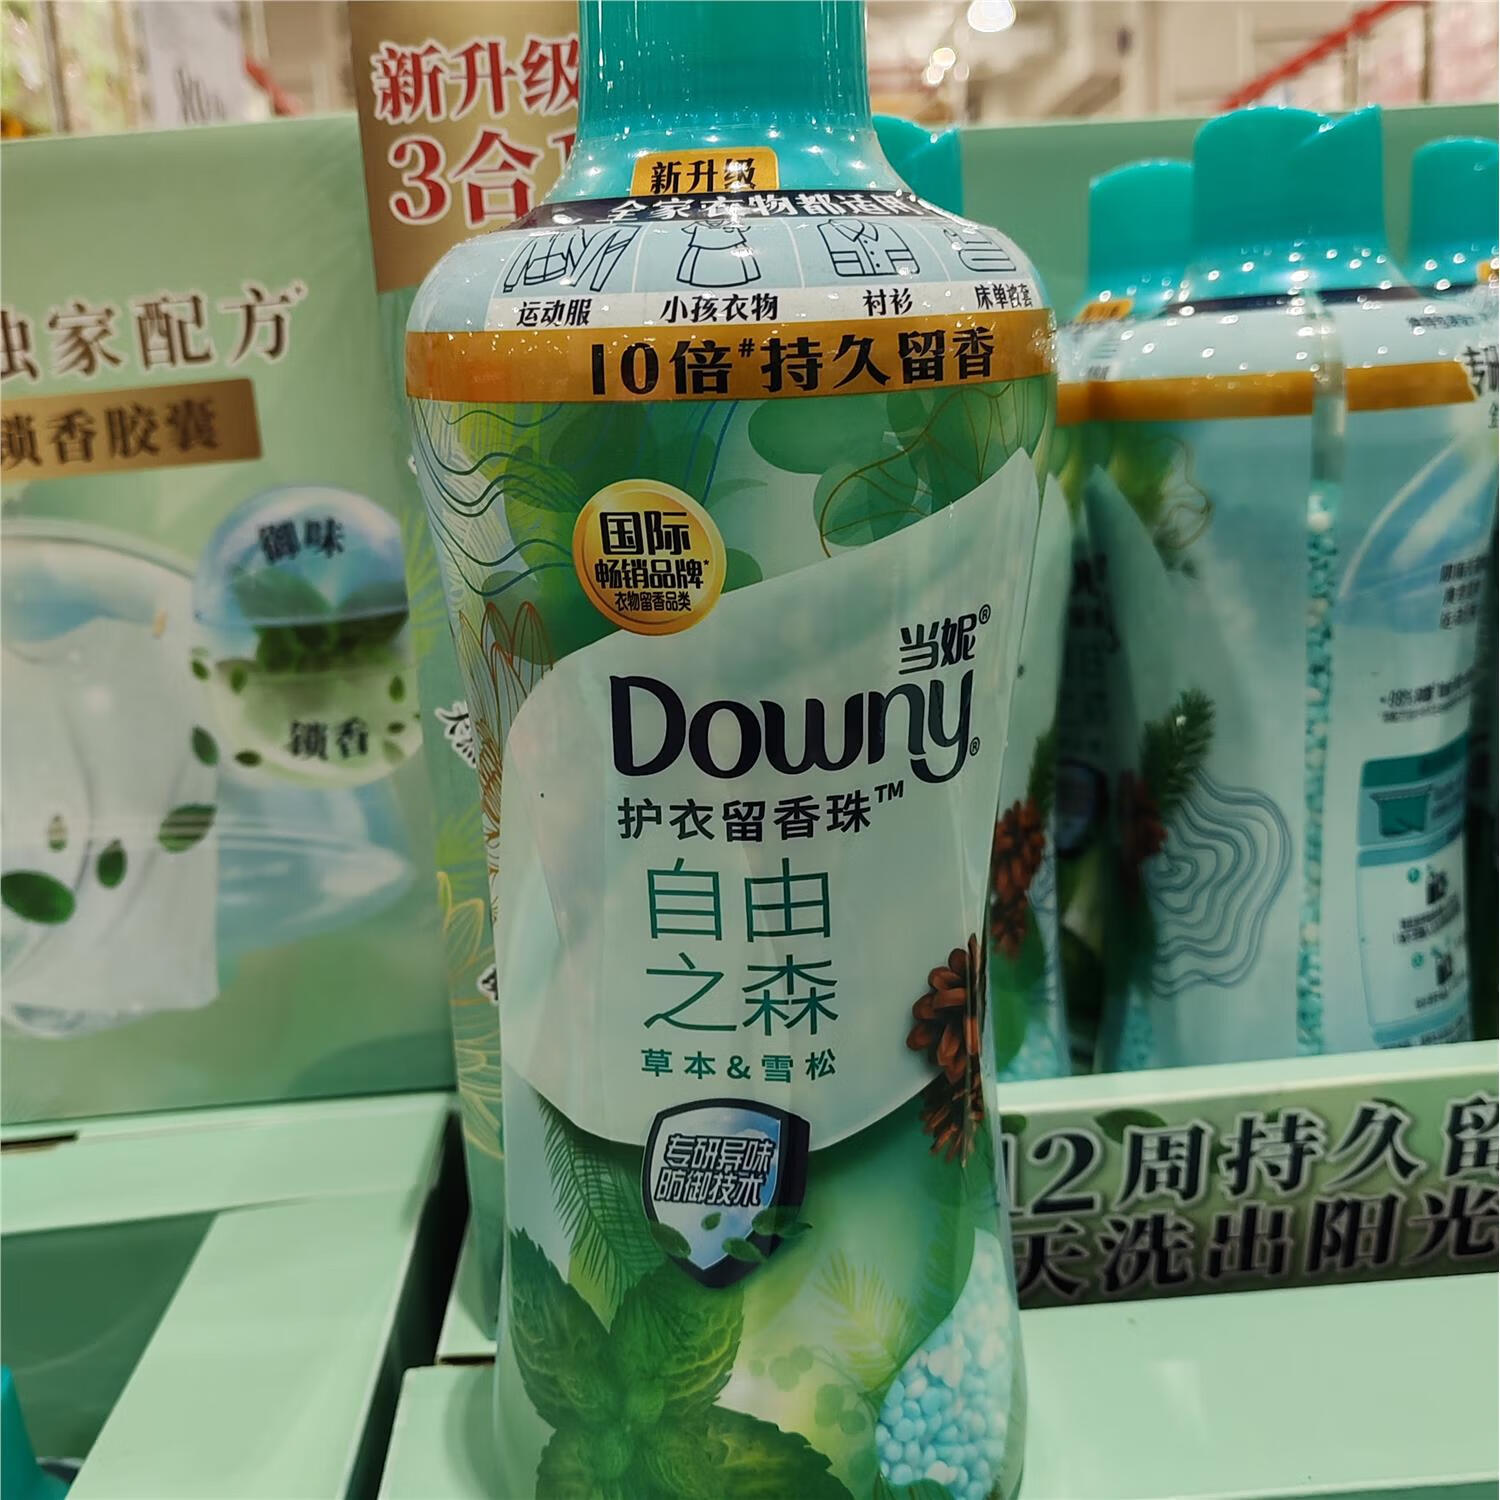 新升级
3合1
独家配方
锁香胶囊
御味
锁香
新升级
全家衣物都适用
运动服 小孩衣物 衬衫 床单被套
10倍#持久留香
国际
畅销品牌*
衣物留香品类
当妮®
Downy®
护衣留香珠™
自由
之森
草本&雪松
专研异味
防御技术
12周持久留
天洗出阳光